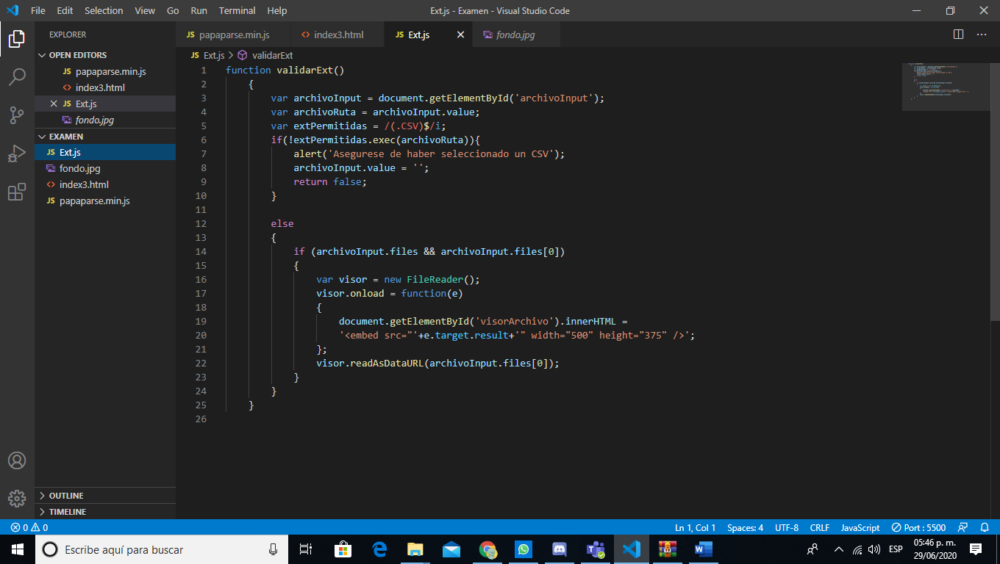 File Edit Selection View Go Run Terminal Help
Ext.js - Examen - Visual Studio Code
EXPLORER
OPEN EDITORS
JS papaparse.min.js
<> index3.html
JS Ext.js
fondo.jpg
EXAMEN
JS Ext.js
fondo.jpg
<> index3.html
JS papaparse.min.js
OUTLINE
TIMELINE
JS papaparse.min.js <> index3.html JS Ext.js fondo.jpg
JS Ext.js > validarExt
1 function validarExt()
2 {
3 var archivoInput = document.getElementById('archivoInput');
4 var archivoRuta = archivoInput.value;
5 var extPermitidas = /(.CSV)$/i;
6 if(!extPermitidas.exec(archivoRuta)){
7 alert('Asegurese de haber seleccionado un CSV');
8 archivoInput.value = '';
9 return false;
10 }
11
12 else
13 {
14 if (archivoInput.files && archivoInput.files[0])
15 {
16 var visor = new FileReader();
17 visor.onload = function(e)
18 {
19 document.getElementById('visorArchivo').innerHTML =
20 '<embed src="'+e.target.result+'" width="500" height="375" />';
21 };
22 visor.readAsDataURL(archivoInput.files[0]);
23 }
24 }
25 }
26
0 0 Ln 1, Col 1 Spaces: 4 UTF-8 CRLF JavaScript Port : 5500
Escribe aquí para buscar
ESP
05:46 p. m.
29/06/2020